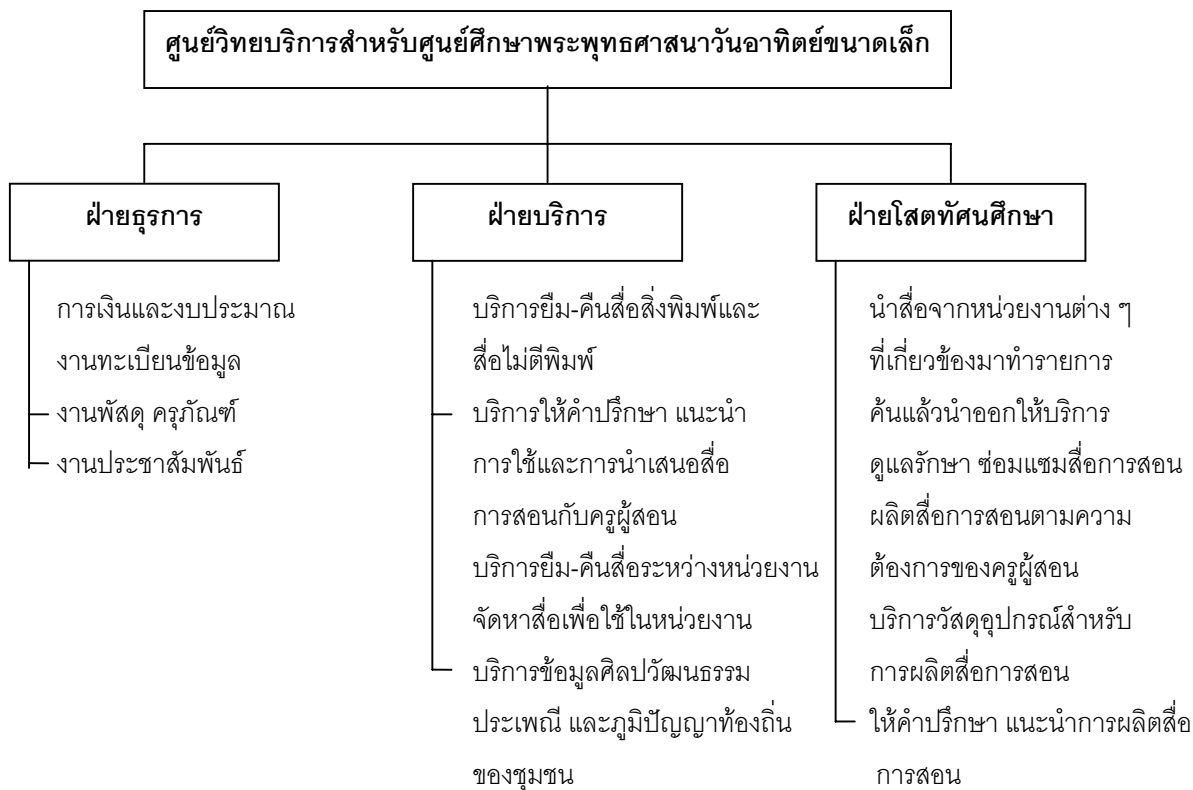 ศูนย์วิทยบริการสำหรับศูนย์ศึกษาพระพุทธศาสนาวันอาทิตย์ขนาดเล็ก
ฝ่ายธุรการ
การเงินและงบประมาณ
งานทะเบียนข้อมูล
งานพัสดุ ครุภัณฑ์
งานประชาสัมพันธ์
ฝ่ายบริการ
บริการยืม-คืนสื่อสิ่งพิมพ์และ
สื่อไม่ตีพิมพ์
บริการให้คำปรึกษา แนะนำ
การใช้และการนำเสนอสื่อ
การสอนกับครูผู้สอน
บริการยืม-คืนสื่อระหว่างหน่วยงาน
จัดหาสื่อเพื่อใช้ในหน่วยงาน
บริการข้อมูลศิลปวัฒนธรรม
ประเพณี และภูมิปัญญาท้องถิ่น
ของชุมชน
ฝ่ายโสตทัศนศึกษา
นำสื่อจากหน่วยงานต่าง ๆ
ที่เกี่ยวข้องมาทำรายการ
ค้นแล้วนำออกให้บริการ
ดูแลรักษา ซ่อมแซมสื่อการสอน
ผลิตสื่อการสอนตามความ
ต้องการของครูผู้สอน
บริการวัสดุอุปกรณ์สำหรับ
การผลิตสื่อการสอน
ให้คำปรึกษา แนะนำการผลิตสื่อ
การสอน